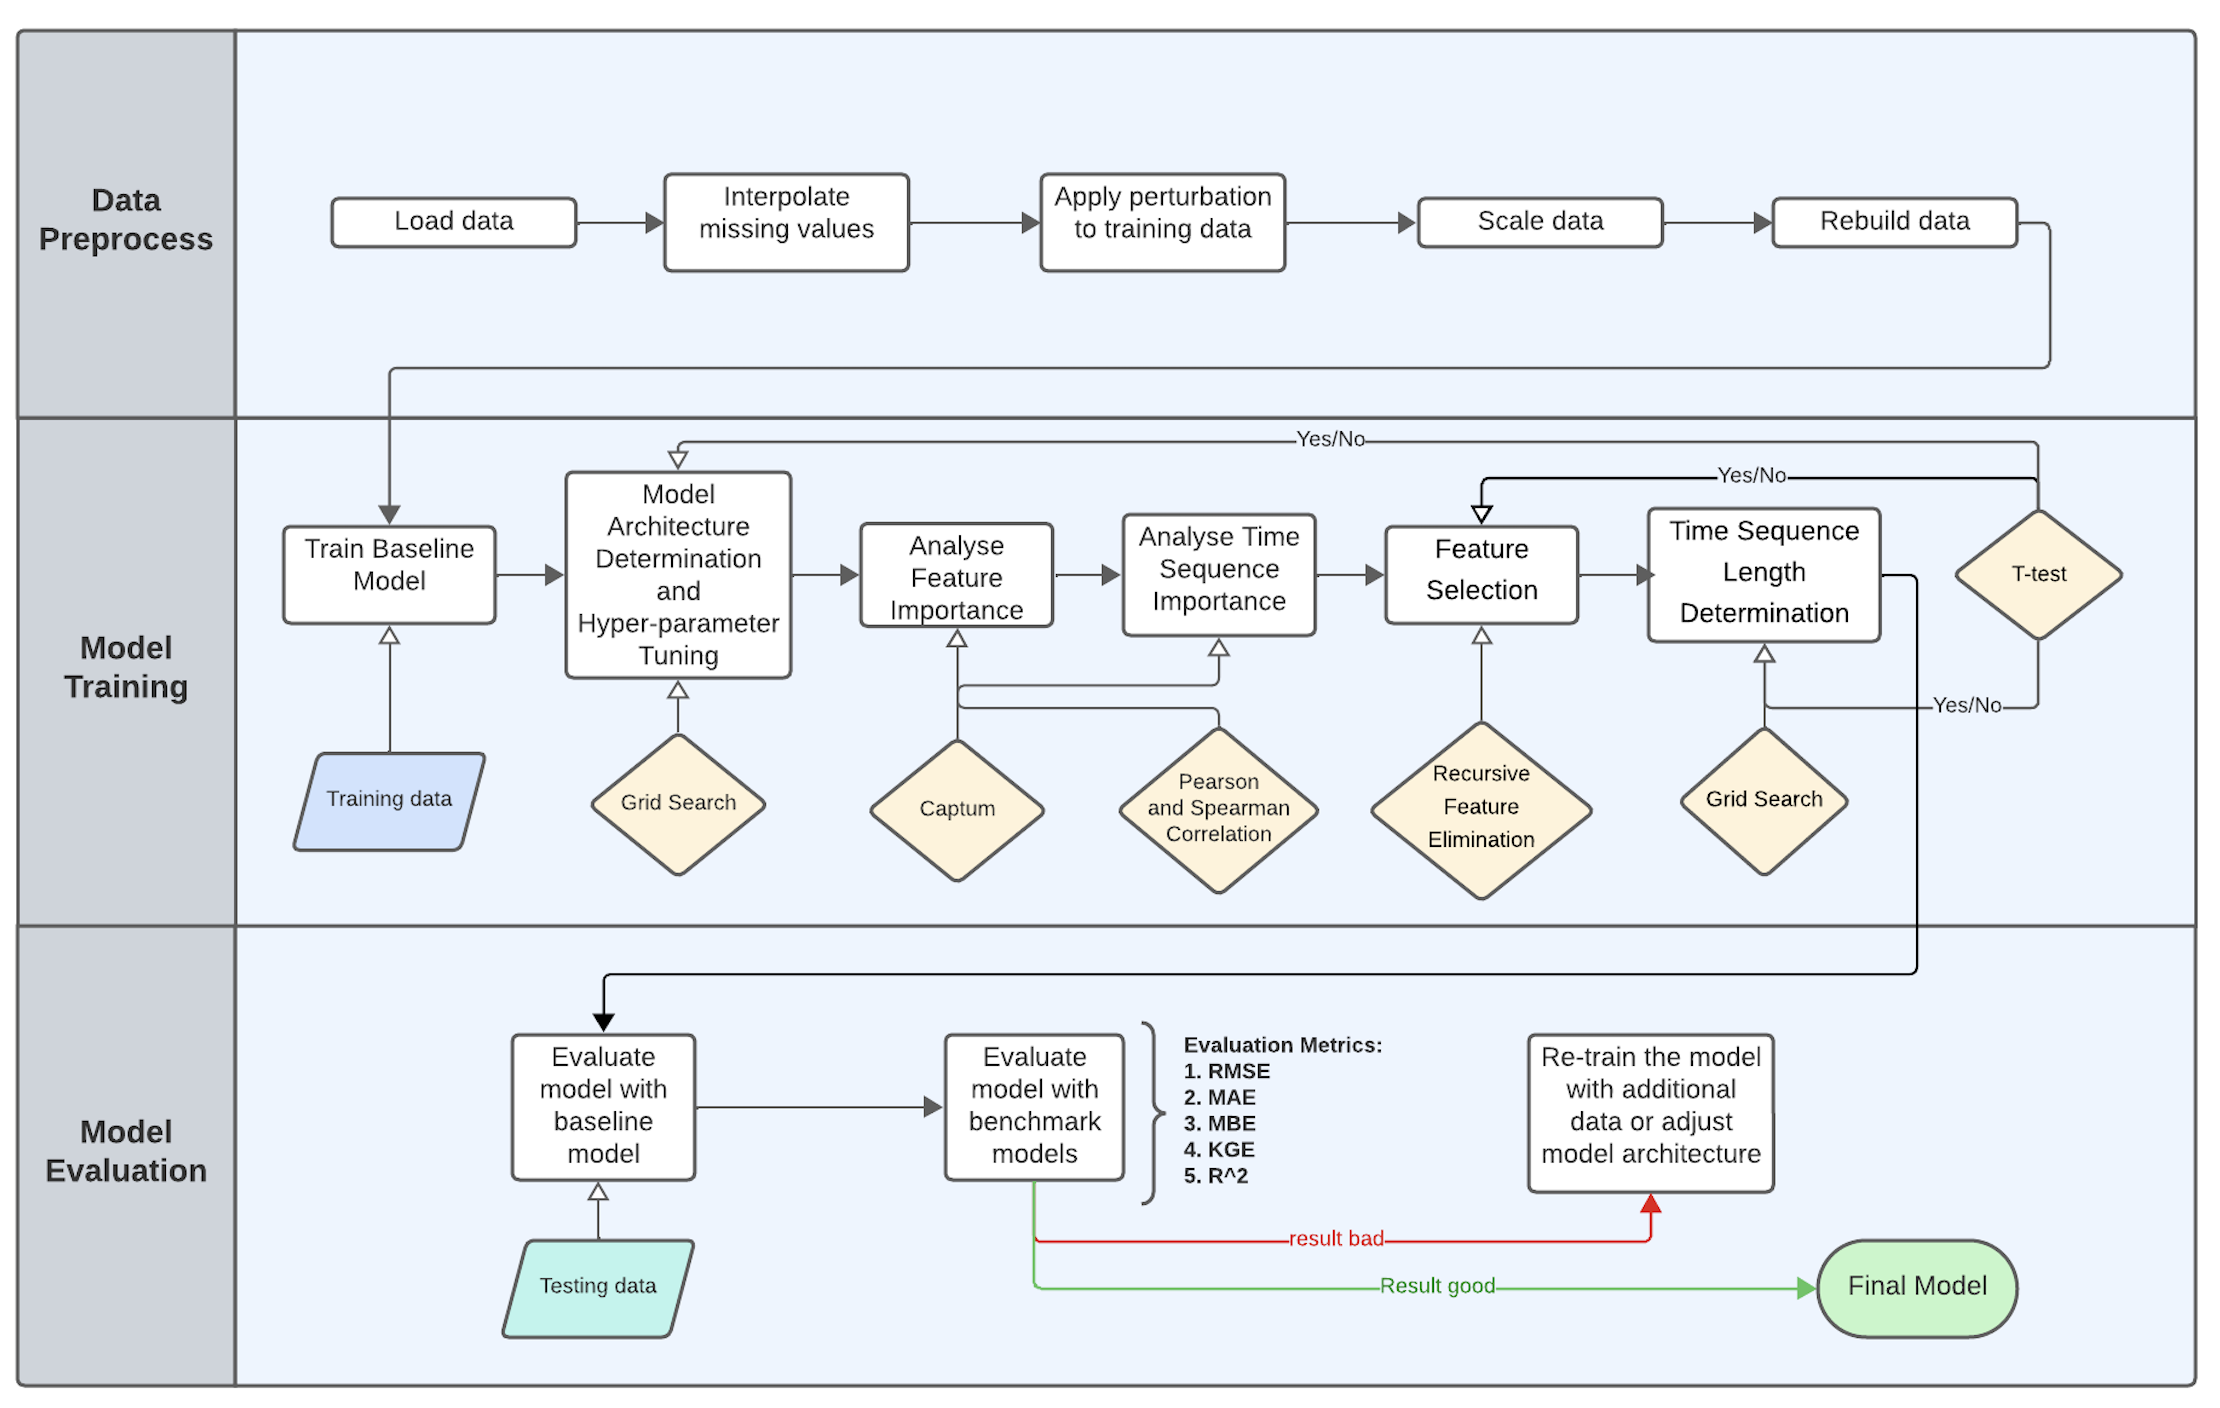 Data
Preprocess
Load data
Interpolate
missing values
Apply perturbation
to training data
Scale data
Rebuild data
Model
Training
Yes/No
Yes/No
Train Baseline
Model
Model
Architecture
Determination
and
Hyper-parameter
Tuning
Analyse
Feature
Importance
Analyse Time
Sequence
Importance
Feature
Selection
Time Sequence
Length
Determination
T-test
Yes/No
Training data
Grid Search
Captum
Pearson
and Spearman
Correlation
Recursive
Feature
Elimination
Grid Search
Model
Evaluation
Evaluate
model with
baseline
model
Evaluate
model with
benchmark
models
Evaluation Metrics:
1. RMSE
2. MAE
3. MBE
4. KGE
5. R^2
Re-train the model
with additional
data or adjust
model architecture
result bad
Testing data
Result good
Final Model